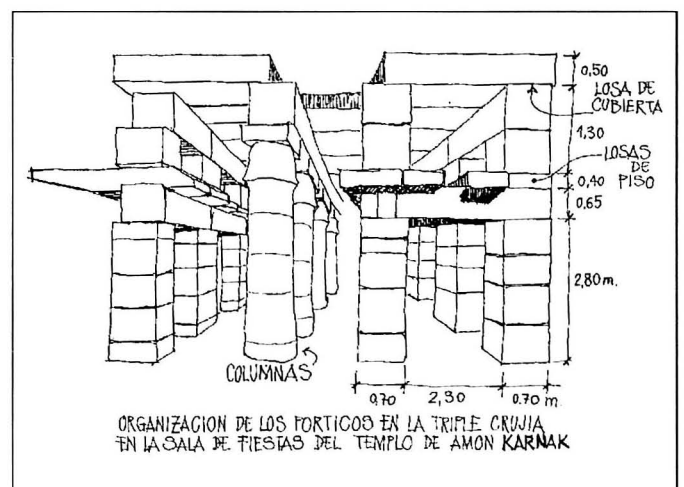 0,50
LOSA DE
CUBIERTA
1,30
LOSAS
DE
PISO
0,40
0.65
2,80 m.
COLUMNAS
0.70
2,30
0.70 m
ORGANIZACION DE LOS PORTICOS EN LA TRIPLE CRUJIA
EN LA SALA DE FIESTAS DEL TEMPLO DE AMON KARNAK